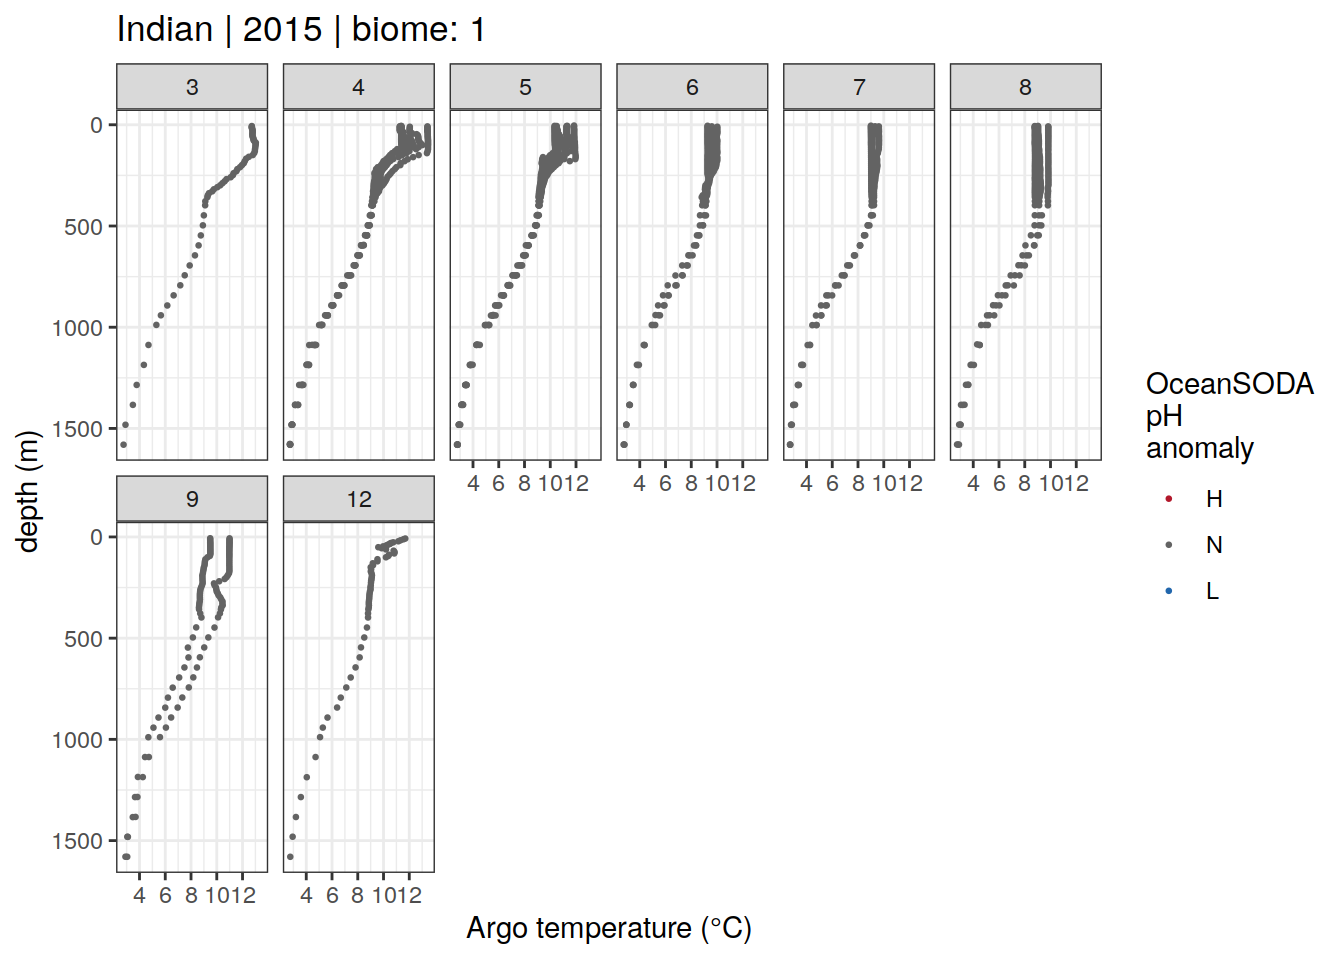 Indian | 2015 | biome: 1
3 4 5 6 7 8
0
500
1000
1500
4 6 8 1012 4 6 8 1012 4 6 8 1012 4 6 8 1012
9 12
0
500
1000
1500
4 6 8 1012 4 6 8 1012
depth (m)
Argo temperature (°C)
OceanSODA
pH
anomaly
H
N
L